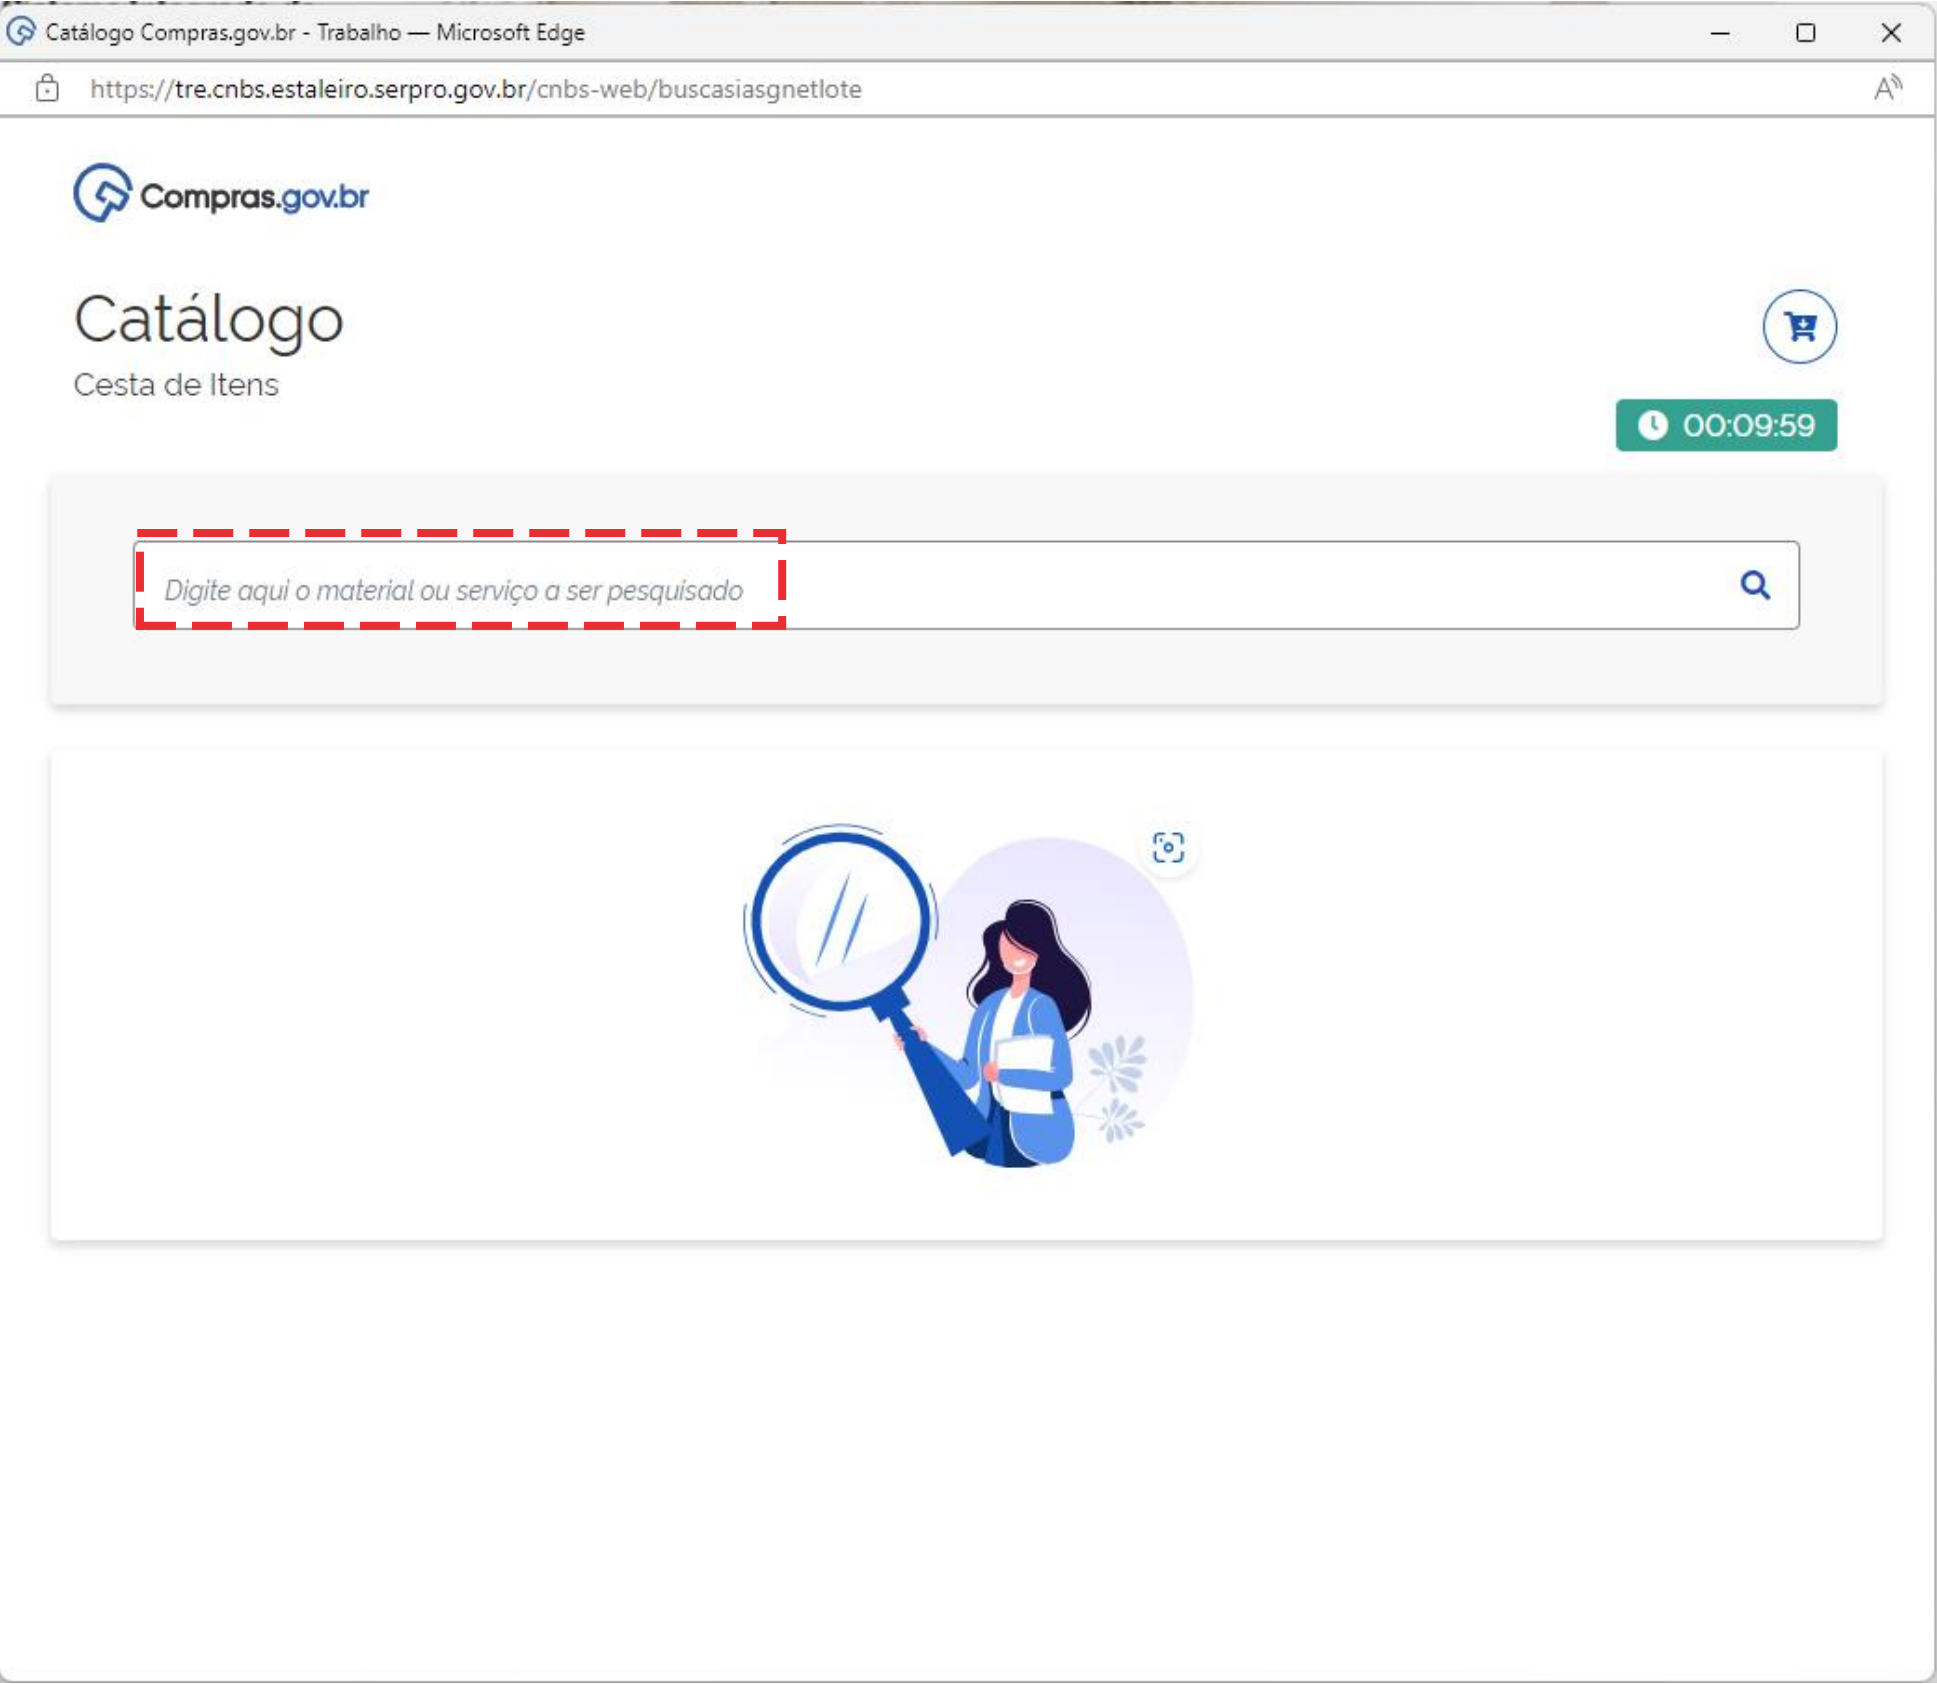 Catálogo Compras.gov.br - Trabalho — Microsoft Edge
https://tre.cnbs.estaleiro.serpro.gov.br/cnbs-web/buscasiasgnetlote
Compras.gov.br
Catálogo
Cesta de Itens
00:09:59
Digite aqui o material ou serviço a ser pesquisado